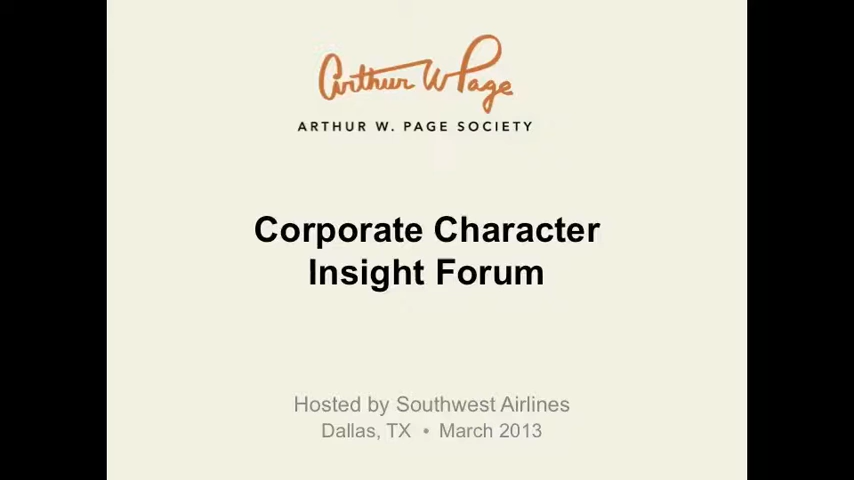 Arthur W Page
ARTHUR W. PAGE SOCIETY
Corporate Character
Insight Forum
Hosted by Southwest Airlines
Dallas, TX • March 2013